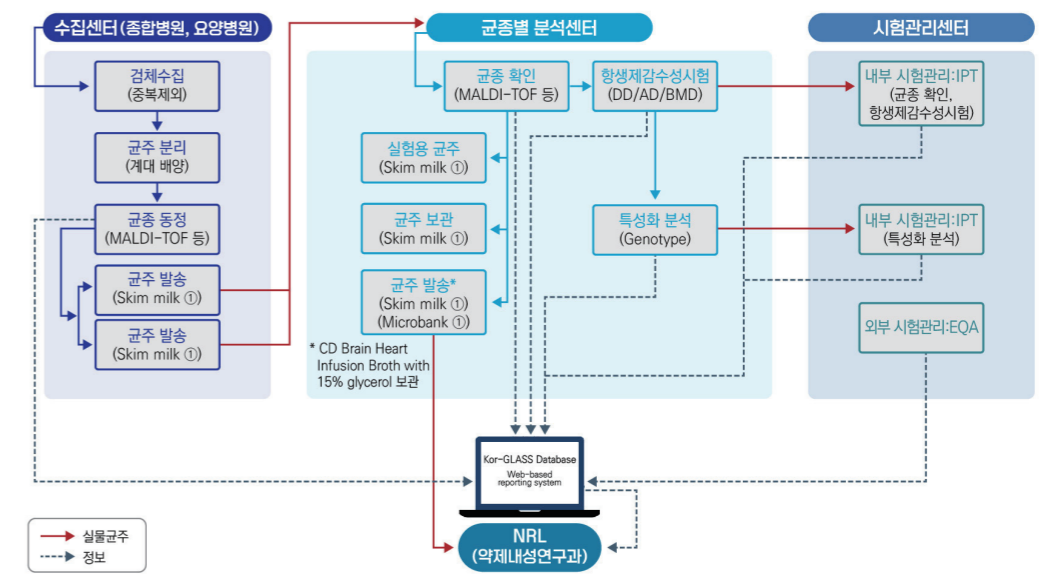 수집센터(종합병원, 요양병원)
검체수집
(중복제외)
균주 분리
(계대 배양)
균종 동정
(MALDI-TOF 등)
균주 발송
(Skim milk ①)
균주 발송
(Skim milk ①)
균종별 분석센터
균종 확인
(MALDI-TOF 등)
항생제감수성시험
(DD/AD/BMD)
실험용 균주
(Skim milk ①)
균주 보관
(Skim milk ①)
특성화 분석
(Genotype)
균주 발송*
(Skim milk ①)
(Microbank ①)
* CD Brain Heart
Infusion Broth with
15% glycerol 보관
시험관리센터
내부 시험관리:IPT
(균종 확인,
항생제감수성시험)
내부 시험관리:IPT
(특성화 분석)
외부 시험관리:EQA
Kor-GLASS Database
Web-based
reporting system
NRL
(약제내성연구과)
실물균주
정보